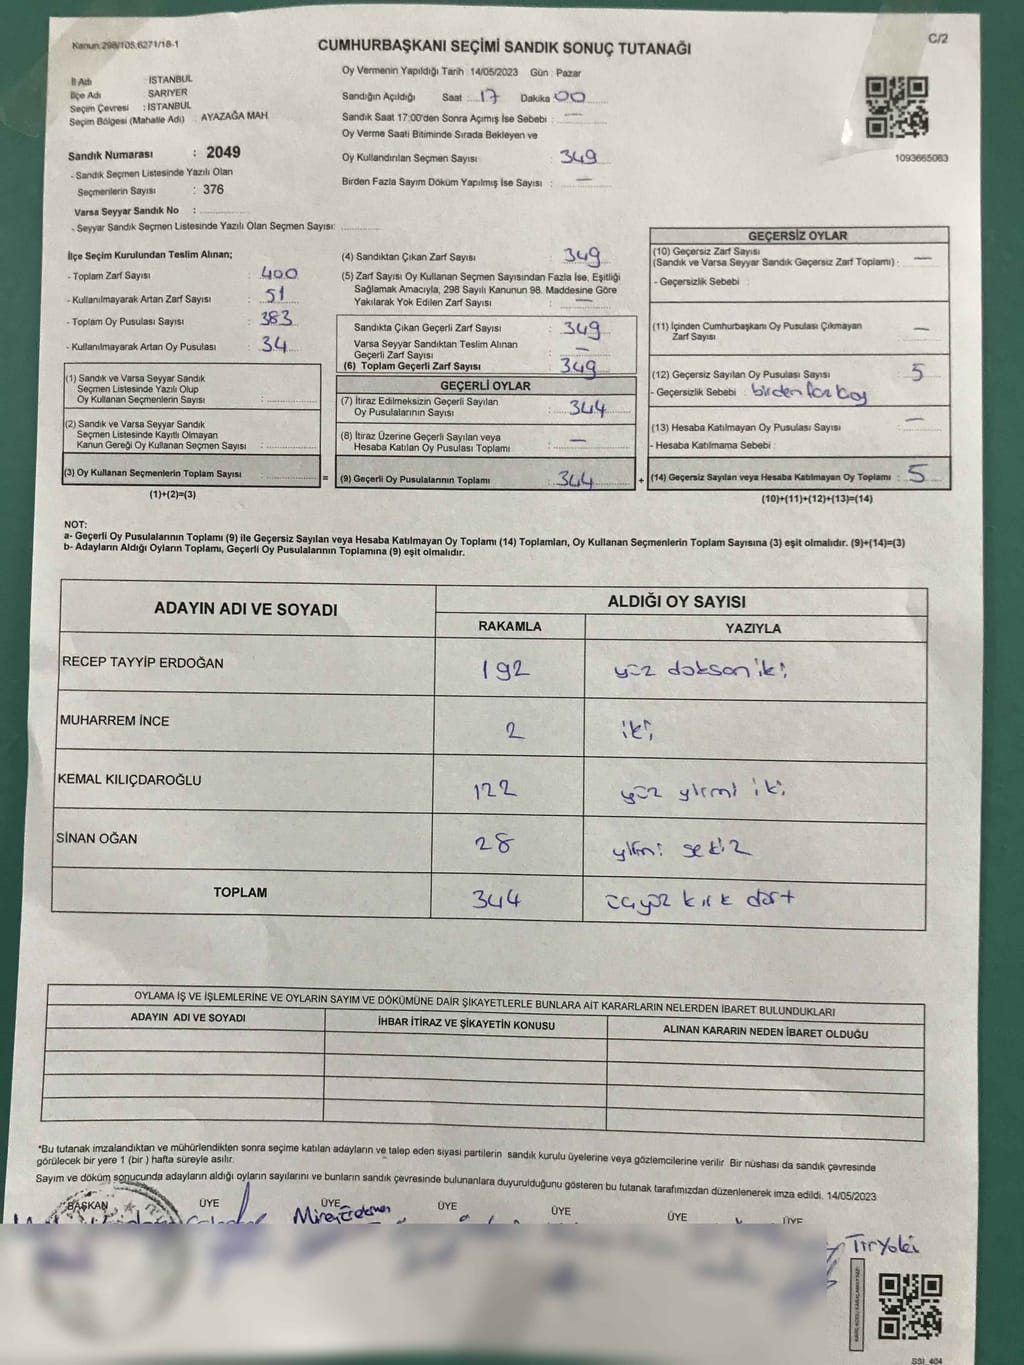 Kanun:298/105,6271/18-1
C/2
CUMHURBAŞKANI SEÇİMİ SANDIK SONUÇ TUTANAĞI
İl Adı : İSTANBUL
İlçe Adı : SARIYER
Seçim Çevresi : İSTANBUL
Seçim Bölgesi (Mahalle Adı) : AYAZAĞA MAH.
Sandık Numarası : 2049
- Sandık Seçmen Listesinde Yazılı Olan
Seçmenlerin Sayısı : 376
Varsa Seyyar Sandık No :
- Seyyar Sandık Seçmen Listesinde Yazılı Olan Seçmen Sayısı:
Oy Vermenin Yapıldığı Tarih : 14/05/2023 Gün : Pazar
Sandığın Açıldığı Saat : 17 Dakika 00
Sandık Saat 17:00'den Sonra Açımış İse Sebebi : —
Oy Verme Saati Bitiminde Sırada Bekleyen ve
Oy Kullandırılan Seçmen Sayısı : 349
Birden Fazla Sayım Döküm Yapılmış İse Sayısı : —
1093665083
İlçe Seçim Kurulundan Teslim Alınan;
- Toplam Zarf Sayısı : 400
- Kullanılmayarak Artan Zarf Sayısı : 51
- Toplam Oy Pusulası Sayısı : 383
- Kullanılmayarak Artan Oy Pusulası : 34
(1) Sandık ve Varsa Seyyar Sandık
Seçmen Listesinde Yazılı Olup
Oy Kullanan Seçmenlerin Sayısı :
(2) Sandık ve Varsa Seyyar Sandık
Seçmen Listesinde Kayıtlı Olmayan
Kanun Gereği Oy Kullanan Seçmen Sayısı :
(3) Oy Kullanan Seçmenlerin Toplam Sayısı :
(1)+(2)=(3)
(4) Sandıktan Çıkan Zarf Sayısı : 349
(5) Zarf Sayısı Oy Kullanan Seçmen Sayısından Fazla İse, Eşitliği
Sağlamak Amacıyla, 298 Sayılı Kanunun 98. Maddesine Göre
Yakılarak Yok Edilen Zarf Sayısı : —
Sandıkta Çıkan Geçerli Zarf Sayısı : 349
Varsa Seyyar Sandıktan Teslim Alınan
Geçerli Zarf Sayısı : —
(6) Toplam Geçerli Zarf Sayısı : 349
GEÇERLİ OYLAR
(7) İtiraz Edilmeksizin Geçerli Sayılan
Oy Pusulalarının Sayısı : 344
(8) İtiraz Üzerine Geçerli Sayılan veya
Hesaba Katılan Oy Pusulası Toplamı : —
= (9) Geçerli Oy Pusulalarının Toplamı : 344 +
GEÇERSİZ OYLAR
(10) Geçersiz Zarf Sayısı
(Sandık ve Varsa Seyyar Sandık Geçersiz Zarf Toplamı) : —
- Geçersizlik Sebebi :
(11) İçinden Cumhurbaşkanı Oy Pusulası Çıkmayan
Zarf Sayısı : —
(12) Geçersiz Sayılan Oy Pusulası Sayısı : 5
- Geçersizlik Sebebi : birden
(13) Hesaba Katılmayan Oy Pusulası Sayısı : —
- Hesaba Katılmama Sebebi :
(14) Geçersiz Sayılan veya Hesaba Katılmayan Oy Toplamı : 5
(10)+(11)+(12)+(13)=(14)
NOT:
a- Geçerli Oy Pusulalarının Toplamı (9) ile Geçersiz Sayılan veya Hesaba Katılmayan Oy Toplamı (14) Toplamları, Oy Kullanan Seçmenlerin Toplam Sayısına (3) eşit olmalıdır. (9)+(14)=(3)
b- Adayların Aldığı Oyların Toplamı, Geçerli Oy Pusulalarının Toplamına (9) eşit olmalıdır.
ADAYIN ADI VE SOYADI ALDIĞI OY SAYISI
RAKAMLA YAZIYLA
RECEP TAYYİP ERDOĞAN 192 yüz doksan iki
MUHARREM İNCE 2 iki
KEMAL KILIÇDAROĞLU 122 yüz yirmi iki
SİNAN OĞAN 28 yirmi sekiz
TOPLAM 344 üçyüz kırk dört
OYLAMA İŞ VE İŞLEMLERİNE VE OYLARIN SAYIM VE DÖKÜMÜNE DAİR ŞİKAYETLERLE BUNLARA AİT KARARLARIN NELERDEN İBARET BULUNDUKLARI
ADAYIN ADI VE SOYADI İHBAR İTİRAZ VE ŞİKAYETİN KONUSU ALINAN KARARIN NEDEN İBARET OLDUĞU
*Bu tutanak imzalandıktan ve mühürlendikten sonra seçime katılan adayların ve talep eden siyasi partilerin sandık kurulu üyelerine veya gözlemcilerine verilir. Bir nüshası da sandık çevresinde
görülecek bir yere 1 (bir ) hafta süreyle asılır.
Sayım ve döküm sonucunda adayların aldığı oyların sayılarını ve bunların sandık çevresinde bulunanlara duyurulduğunu gösteren bu tutanak tarafımızdan düzenlenerek imza edildi. 14/05/2023
BAŞKAN ÜYE ÜYE ÜYE ÜYE ÜYE ÜYE
Tiryaki
SSI_404